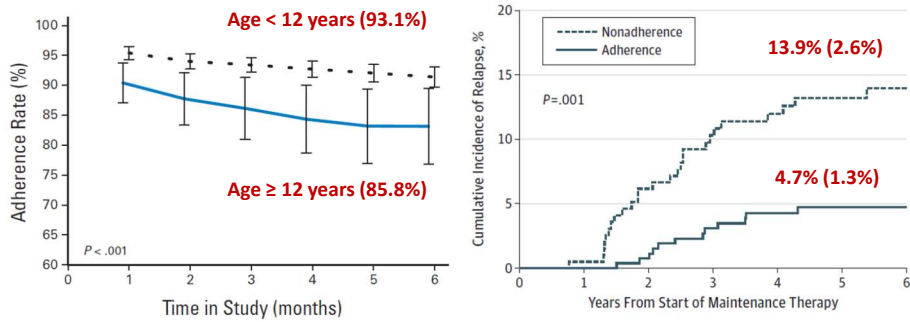 Adherence Rate (%)
100
95
90
85
80
75
70
65
60
Age < 12 years (93.1%)
Age ≥ 12 years (85.8%)
P < .001
0 1 2 3 4 5 6
Time in Study (months)
Cumulative Incidence of Relapse, %
20
15
10
5
0
Nonadherence
Adherence
P=.001
13.9% (2.6%)
4.7% (1.3%)
0 1 2 3 4 5 6
Years From Start of Maintenance Therapy